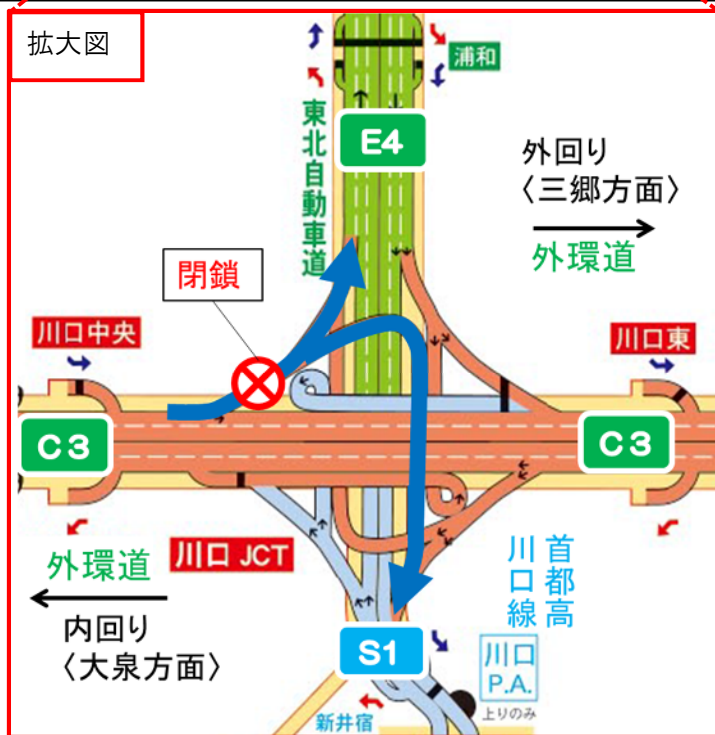 拡大図
浦和
E4
東北自動車道
外回り
〈三郷方面〉
外環道
閉鎖
川口中央
川口東
C3
C3
外環道
川口 JCT
内回り
〈大泉方面〉
首都高
川口線
S1
川口
P.A.
上りのみ
新井宿